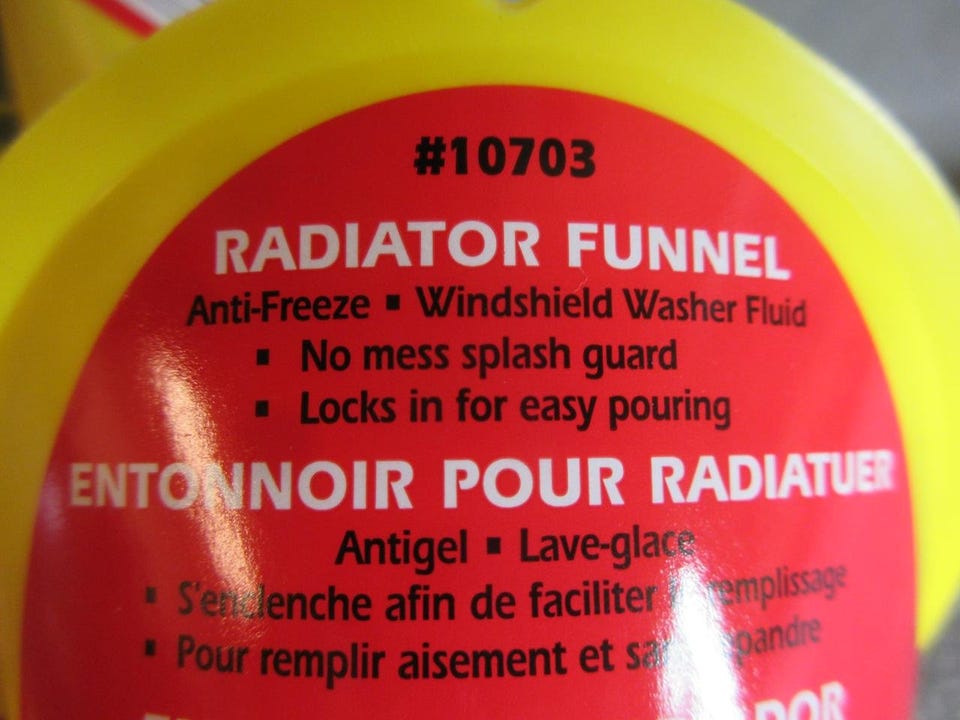 #10703
RADIATOR FUNNEL
Anti-Freeze ▪ Windshield Washer Fluid
▪ No mess splash guard
▪ Locks in for easy pouring
ENTONNOIR POUR RADIATUER
Antigel ▪ Lave-glace
▪ S'enclenche afin de faciliter remplissage
▪ Pour remplir aisement et